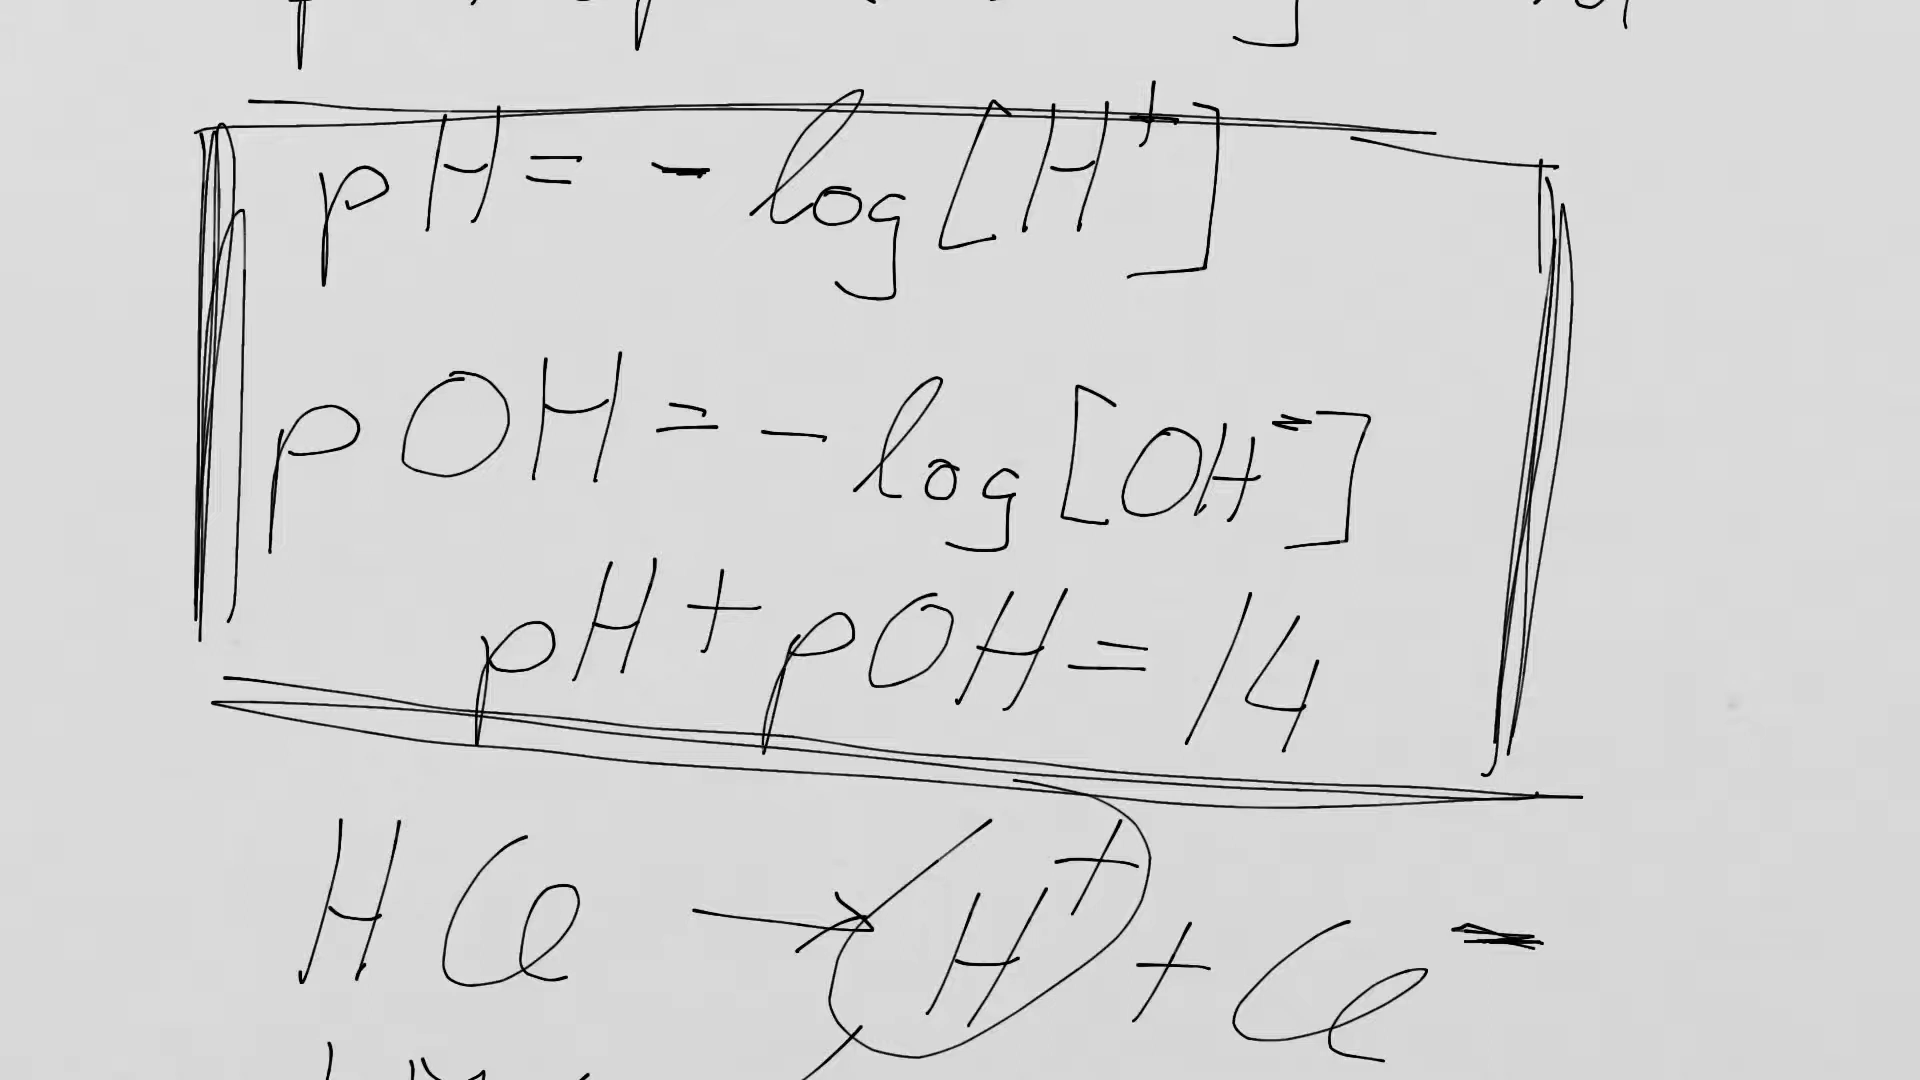 pH = - log [H⁺]
pOH = - log [OH⁻]
pH + pOH = 14
HCl → H⁺ + Cl⁻